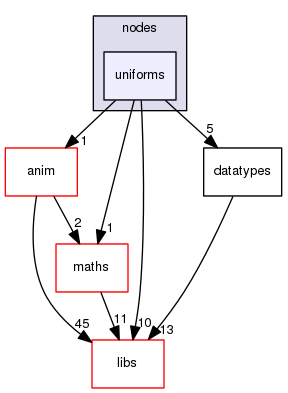 nodes
uniforms
5
1
anim
datatypes
2
1
maths
45
11
10
13
libs